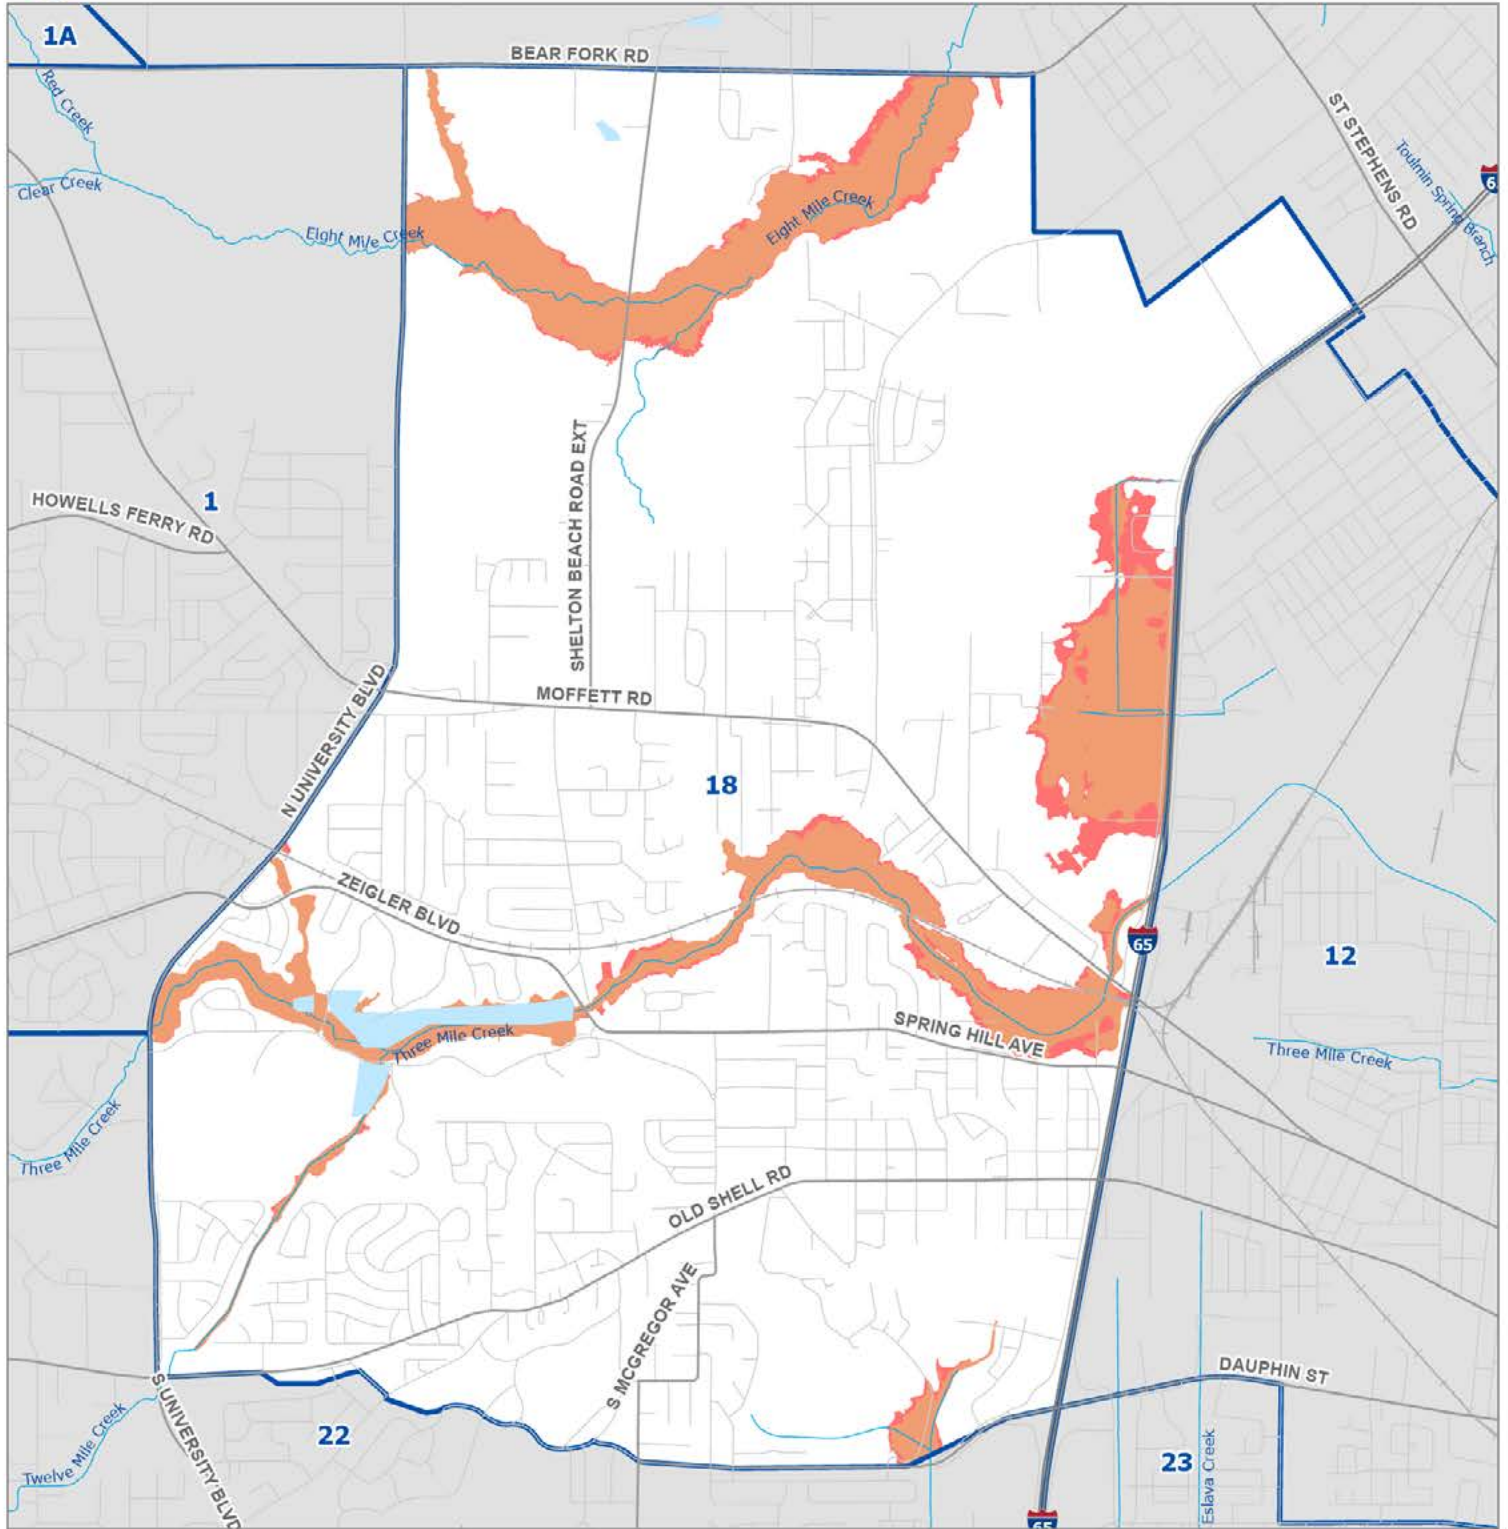 1A
BEAR FORK RD
Red Creek
ST STEPHENS RD
Toulmin Spring Branch
6
Clear Creek
Eight Mile Creek
Eight Mile Creek
HOWELLS FERRY RD
1
SHELTON BEACH ROAD EXT
MOFFETT RD
N UNIVERSITY BLVD
18
ZEIGLER BLVD
65
12
SPRING HILL AVE
Three Mile Creek
Three Mile Creek
Three Mile Creek
OLD SHELL RD
S MCGREGOR AVE
DAUPHIN ST
S UNIVERSITY BLVD
22
Twelve Mile Creek
23
Eslava Creek
65